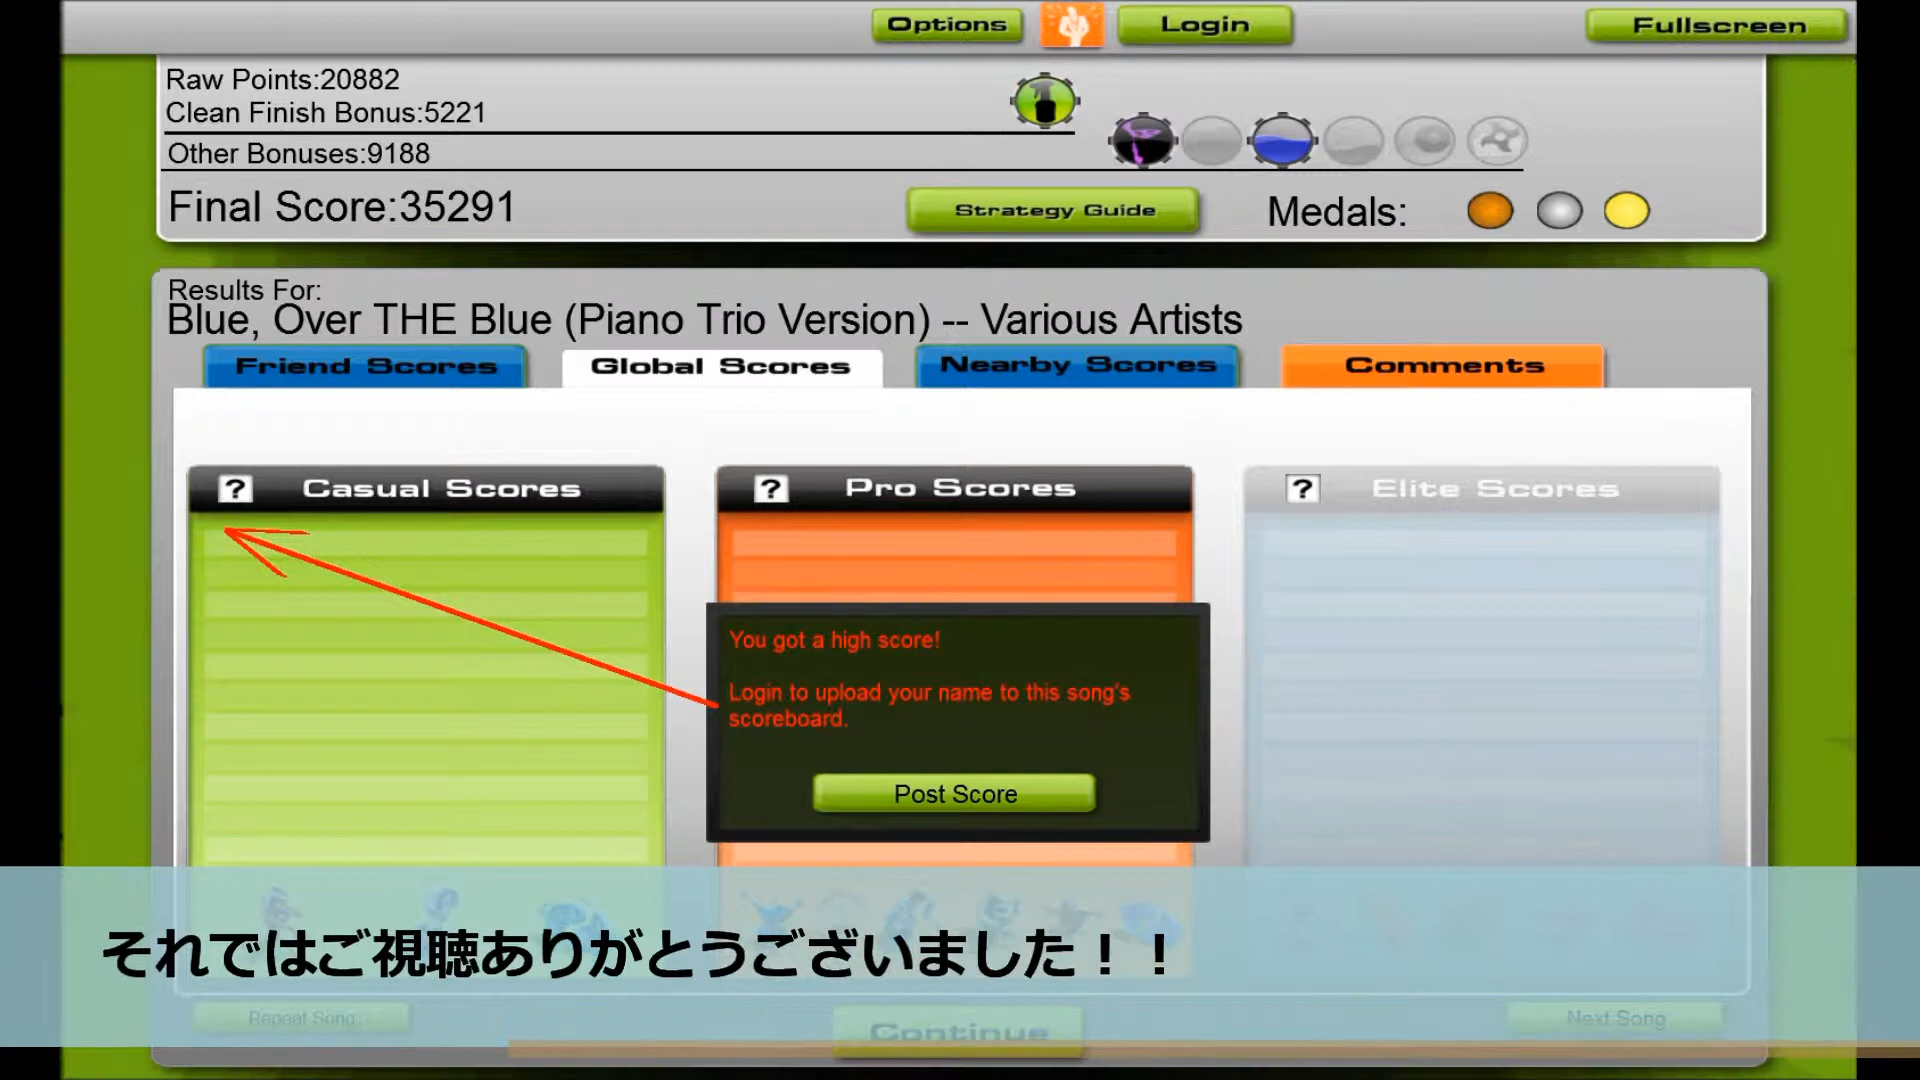 Options
Login
Fullscreen
Raw Points:20882
Clean Finish Bonus:5221
Other Bonuses:9188
Final Score:35291
Strategy Guide
Medals:
Results For:
Blue, Over THE Blue (Piano Trio Version) -- Various Artists
Friend Scores
Global Scores
Nearby Scores
Comments
? Casual Scores
? Pro Scores
? Elite Scores
You got a high score!
Login to upload your name to this song's
scoreboard.
Post Score
それではご視聴ありがとうございました！！
Repeat Song
Continue
Next Song